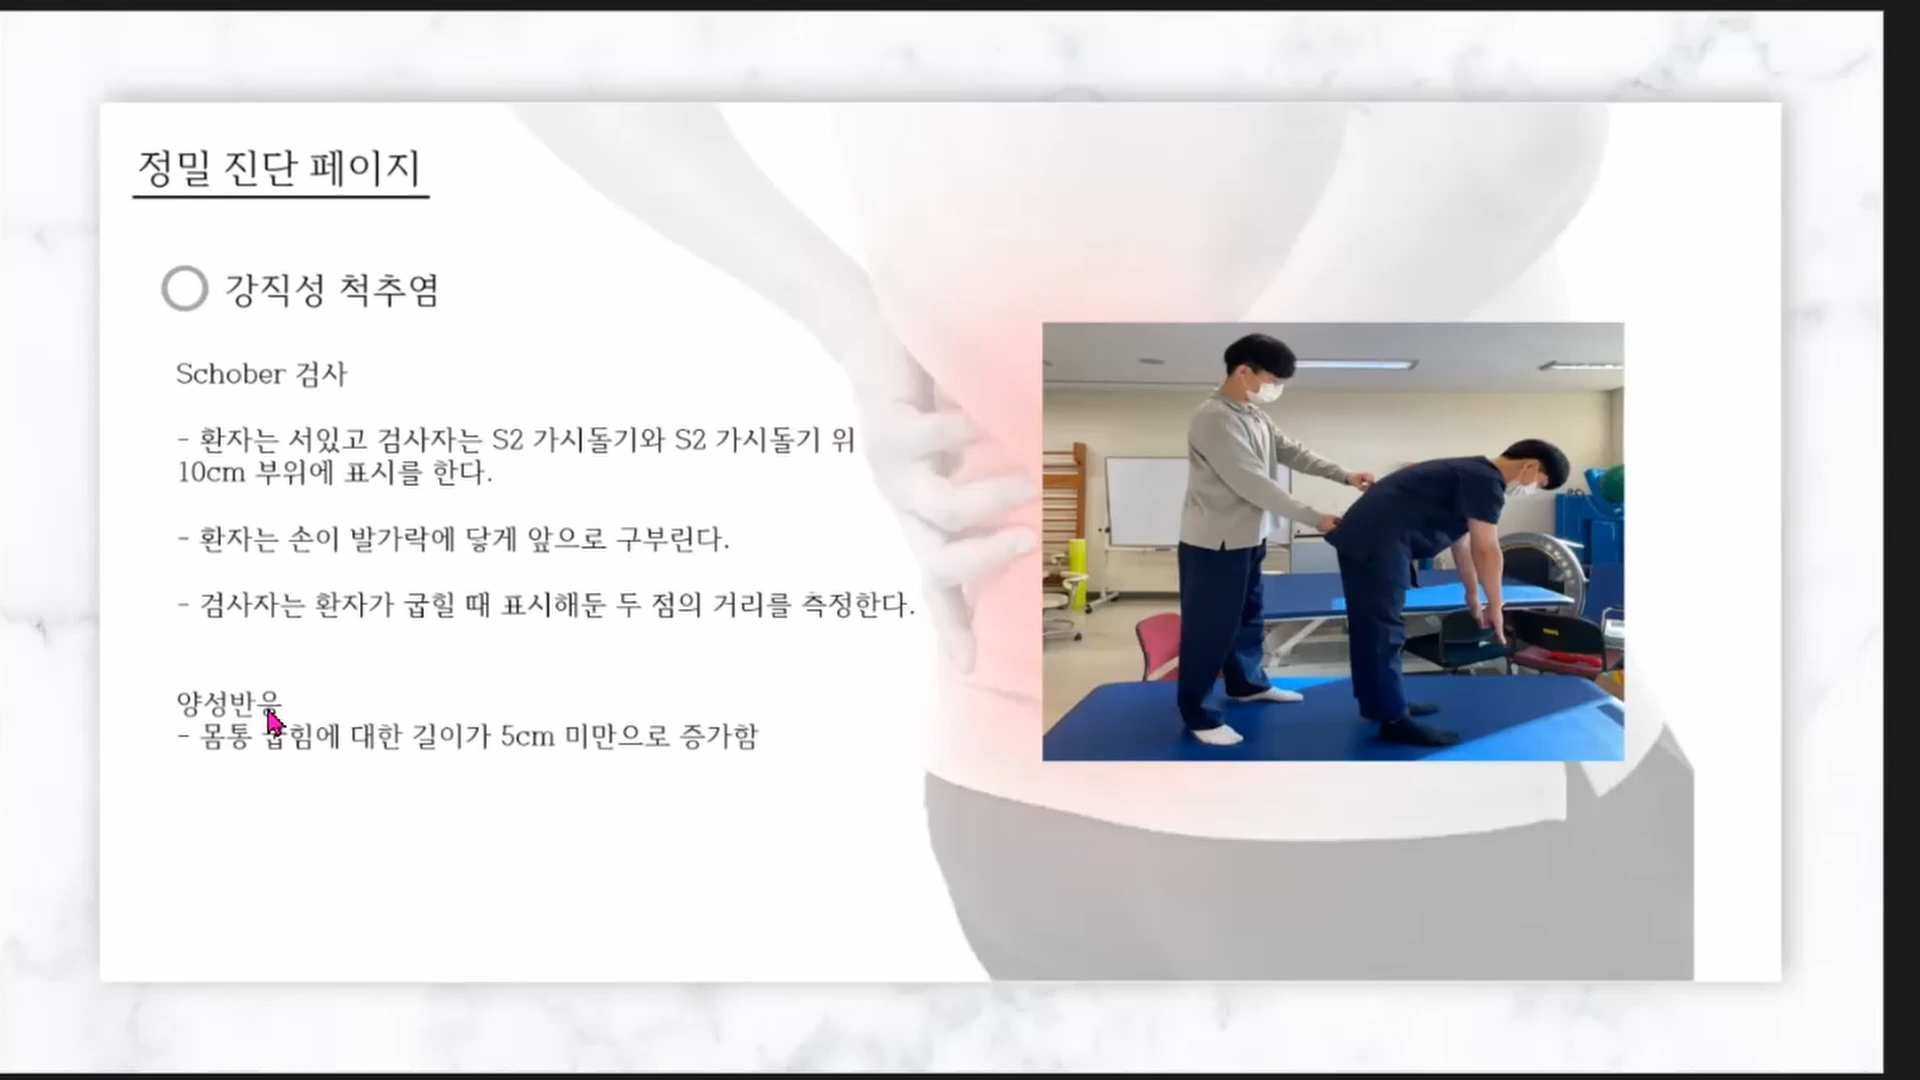 정밀 진단 페이지
강직성 척추염
Schober 검사
- 환자는 서있고 검사자는 S2 가시돌기와 S2 가시돌기 위
10cm 부위에 표시를 한다.
- 환자는 손이 발가락에 닿게 앞으로 구부린다.
- 검사자는 환자가 굽힐 때 표시해둔 두 점의 거리를 측정한다.
양성반응
- 몸통 굽힘에 대한 길이가 5cm 미만으로 증가함